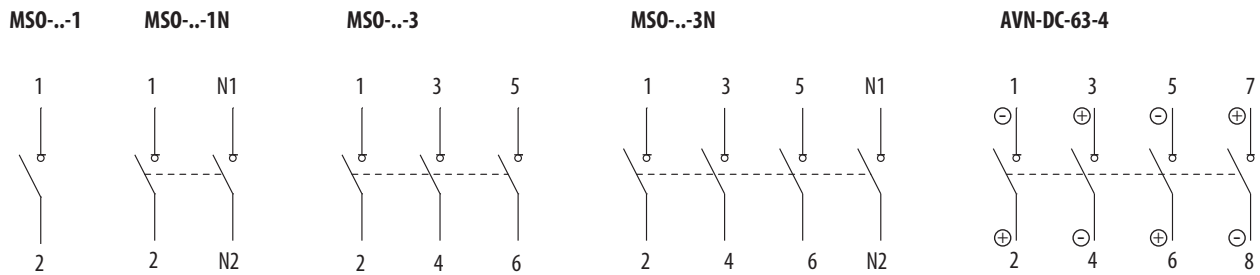 MSO-..-1 MSO-..-1N MSO-..-3 MSO-..-3N AVN-DC-63-4
1 1 N1 1 3 5 1 3 5 N1 1 3 5 7
- + - +
+ - + -
2 2 N2 2 4 6 2 4 6 N2 2 4 6 8